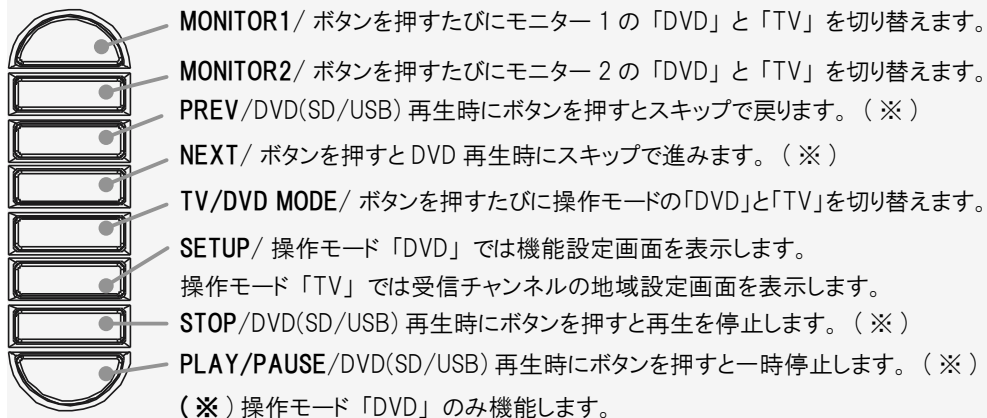 MONITOR1/ ボタンを押すたびにモニター 1 の 「DVD」 と 「TV」 を切り替えます。
MONITOR2/ ボタンを押すたびにモニター 2 の 「DVD」 と 「TV」 を切り替えます。
PREV/DVD(SD/USB) 再生時にボタンを押すとスキップで戻ります。 ( ※ )
NEXT/ ボタンを押すと DVD 再生時にスキップで進みます。 ( ※ )
TV/DVD MODE/ ボタンを押すたびに操作モードの「DVD」と「TV」を切り替えます。
SETUP/ 操作モード 「DVD」 では機能設定画面を表示します。
操作モード 「TV」 では受信チャンネルの地域設定画面を表示します。
STOP/DVD(SD/USB) 再生時にボタンを押すと再生を停止します。 ( ※ )
PLAY/PAUSE/DVD(SD/USB) 再生時にボタンを押すと一時停止します。 ( ※ )
( ※ ) 操作モード 「DVD」 のみ機能します。